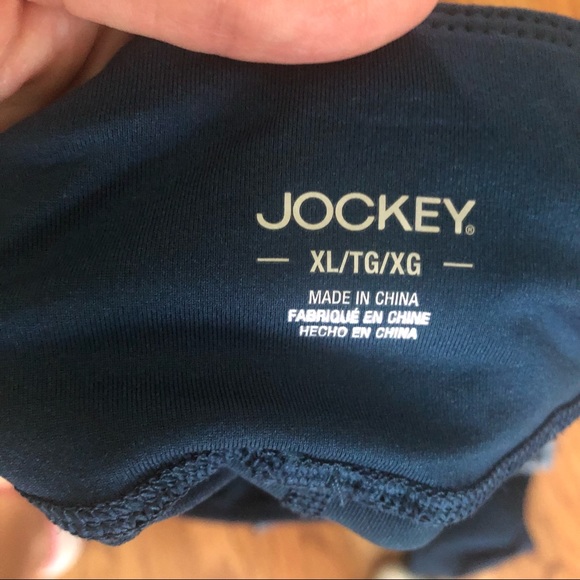 JOCKEY®
— XL/TG/XG —
MADE IN CHINA
FABRIQUÉ EN CHINE
HECHO EN CHINA